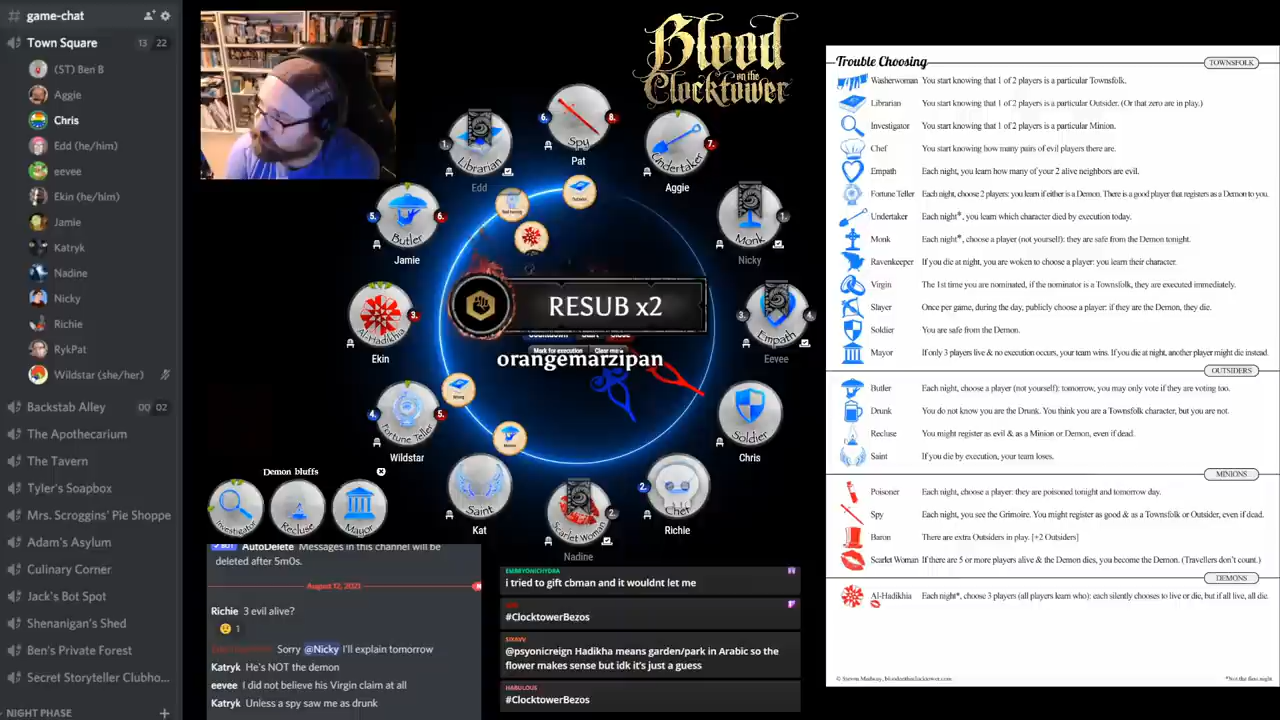 # game-chat
Town Square 13 22
(ST) Ben B
Aggie
Chris
Edd (he/him)
eevee
Ekin (he/him)
Jamie
Katryk
Nadine
Nicky
Richie
RykPat
Wildstar (she/her)
Backstab Alley 00 02
The Apothecarium
The Tavern
Tyler's Soapbox
Mrs. Scroggins' Pie Shoppe
Adam's Asylum
Culinary Corner
Jack's Bot Spot
Shenanigan's Shed
Ben's Private Forest
Secret Storyteller Clubho...
NIGHT PHASE
Blood
on the
Clocktower
Librarian
Edd
Spy
Pat
Undertaker
Aggie
Monk
Nicky
Empath
Eevee
Soldier
Chris
Chef
Richie
Scarlet Woman
Nadine
Saint
Kat
Fortune Teller
Wildstar
Al-Hadikhia
Ekin
Butler
Jamie
RESUB x2
orangemarzipan
Mark for execution
Demon bluffs
Investigator
Recluse
Mayor
AutoDelete Messages in this channel will be
deleted after 5m0s.
August 12, 2021
Richie 3 evil alive?
1
Sorry @Nicky I'll explain tomorrow
Katryk He's NOT the demon
eevee I did not believe his Virgin claim at all
Katryk Unless a spy saw me as drunk
EMBRYONICHYDRA
i tried to gift cbman and it wouldnt let me
#ClocktowerBezos
SIXAVV
@psyonicreign Hadikha means garden/park in Arabic so the
flower makes sense but idk it's just a guess
HABULOUS
#ClocktowerBezos
Trouble Choosing
TOWNSFOLK
Washerwoman You start knowing that 1 of 2 players is a particular Townsfolk.
Librarian You start knowing that 1 of 2 players is a particular Outsider. (Or that zero are in play.)
Investigator You start knowing that 1 of 2 players is a particular Minion.
Chef You start knowing how many pairs of evil players there are.
Empath Each night, you learn how many of your 2 alive neighbors are evil.
Fortune Teller Each night, choose 2 players: you learn if either is a Demon. There is a good player that registers as a Demon to you.
Undertaker Each night*, you learn which character died by execution today.
Monk Each night*, choose a player (not yourself): they are safe from the Demon tonight.
Ravenkeeper If you die at night, you are woken to choose a player: you learn their character.
Virgin The 1st time you are nominated, if the nominator is a Townsfolk, they are executed immediately.
Slayer Once per game, during the day, publicly choose a player: if they are the Demon, they die.
Soldier You are safe from the Demon.
Mayor If only 3 players live & no execution occurs, your team wins. If you die at night, another player might die instead.
OUTSIDERS
Butler Each night, choose a player (not yourself): tomorrow, you may only vote if they are voting too.
Drunk You do not know you are the Drunk. You think you are a Townsfolk character, but you are not.
Recluse You might register as evil & as a Minion or Demon, even if dead.
Saint If you die by execution, your team loses.
MINIONS
Poisoner Each night, choose a player: they are poisoned tonight and tomorrow day.
Spy Each night, you see the Grimoire. You might register as good & as a Townsfolk or Outsider, even if dead.
Baron There are extra Outsiders in play. [+2 Outsiders]
Scarlet Woman If there are 5 or more players alive & the Demon dies, you become the Demon. (Travellers don't count.)
DEMONS
Al-Hadikhia Each night*, choose 3 players (all players learn who): each silently chooses to live or die, but if all live, all die.
© Steven Medway, bloodontheclocktower.com
*Not the first night